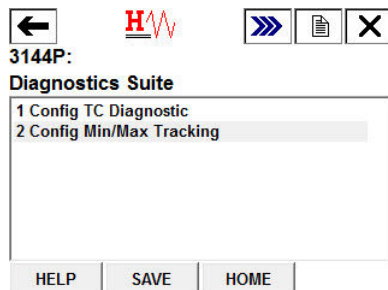 H
3144P:
Diagnostics Suite
1 Config TC Diagnostic
2 Config Min/Max Tracking
HELP SAVE HOME